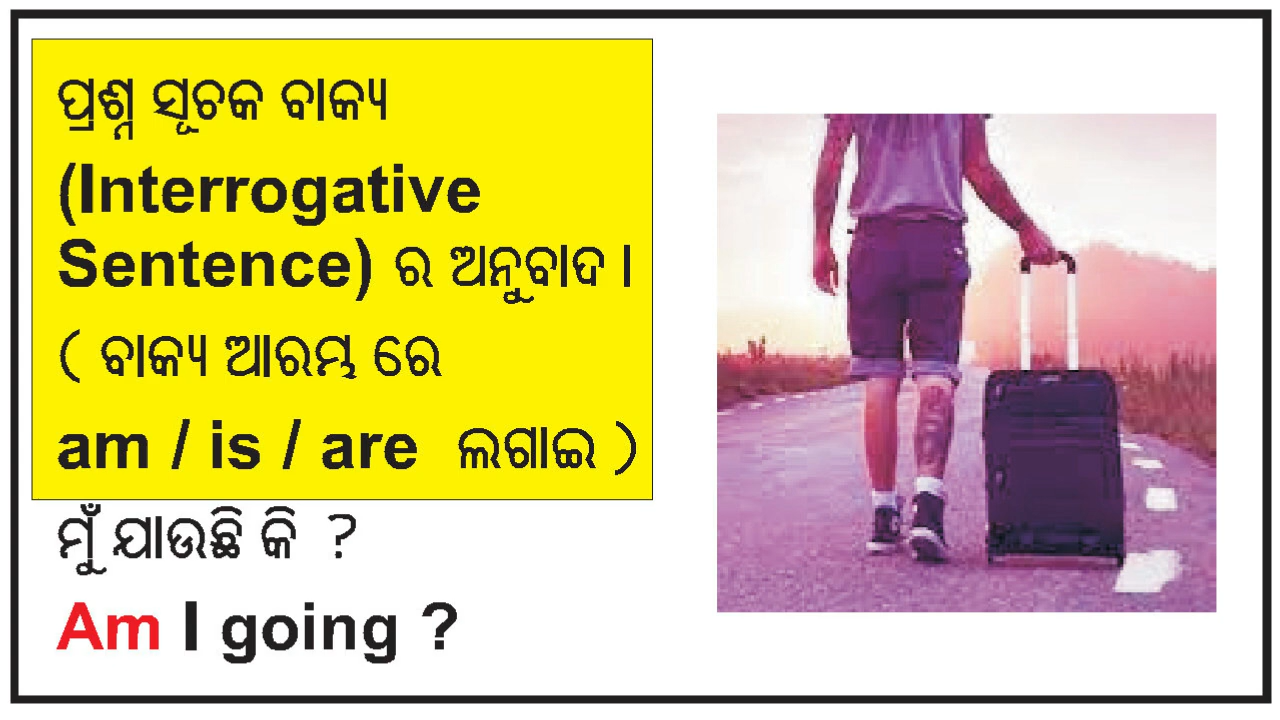 ପ୍ରଶ୍ନ ସୂଚକ ବାକ୍ୟ
(Interrogative
Sentence) ର ଅନୁବାଦ ।
( ବାକ୍ୟ ଆରମ୍ଭ ରେ
am / is / are ଲଗାଇ )
ମୁଁ ଯାଉଛି କି ?
Am I going ?